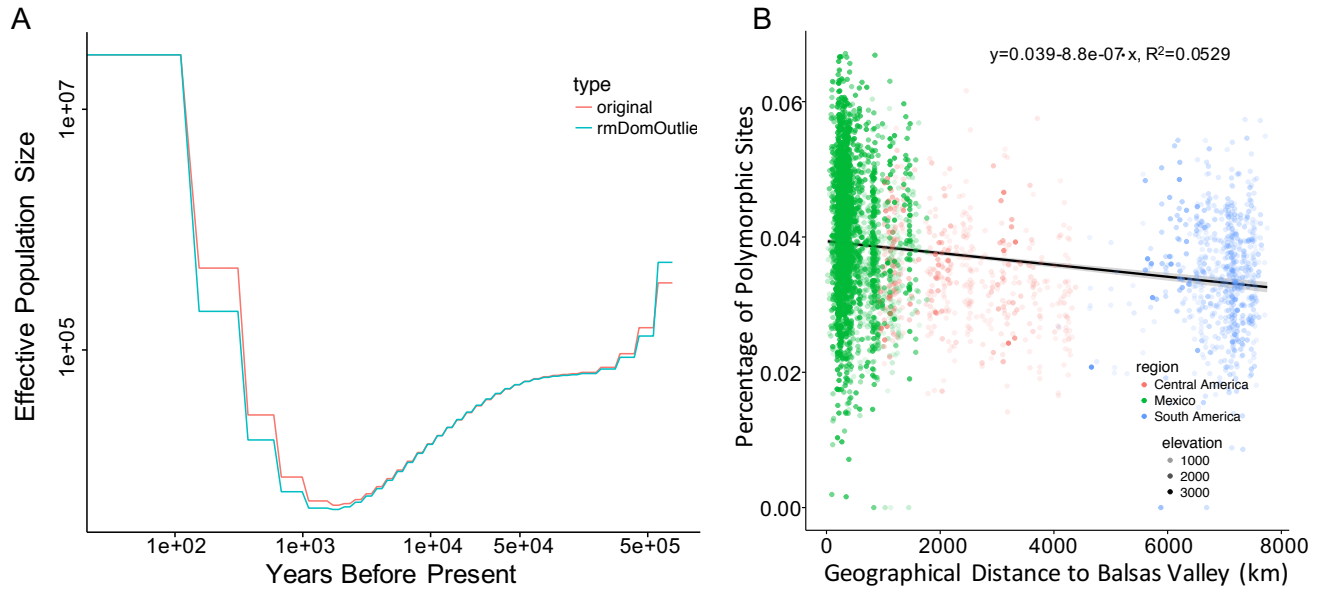 A
Effective Population Size
1e+07
1e+05
type
original
rmDomOutlie
1e+02
1e+03
1e+04
5e+04
5e+05
Years Before Present
B
y=0.039-8.8e-07·x, R²=0.0529
Percentage of Polymorphic Sites
0.06
0.04
0.02
0.00
region
Central America
Mexico
South America
elevation
1000
2000
3000
0
2000
4000
6000
8000
Geographical Distance to Balsas Valley (km)